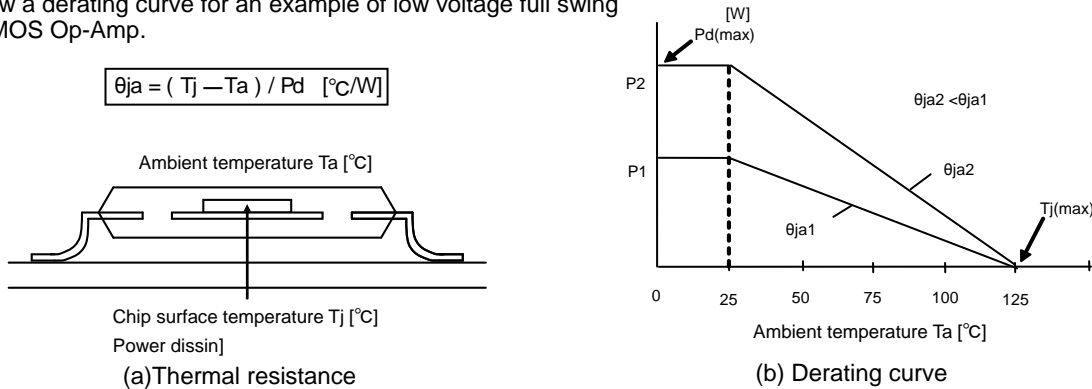 w a derating curve for an example of low voltage full swing
MOS Op-Amp.
θja = ( Tj —Ta ) / Pd [°C/W]
Ambient temperature Ta [°C]
Chip surface temperature Tj [°C]
Power dissin]
(a)Thermal resistance
[W]
Pd(max)
P2
θja2 <θja1
P1
θja2
Tj(max)
θja1
0 25 50 75 100 125
Ambient temperature Ta [°C]
(b) Derating curve